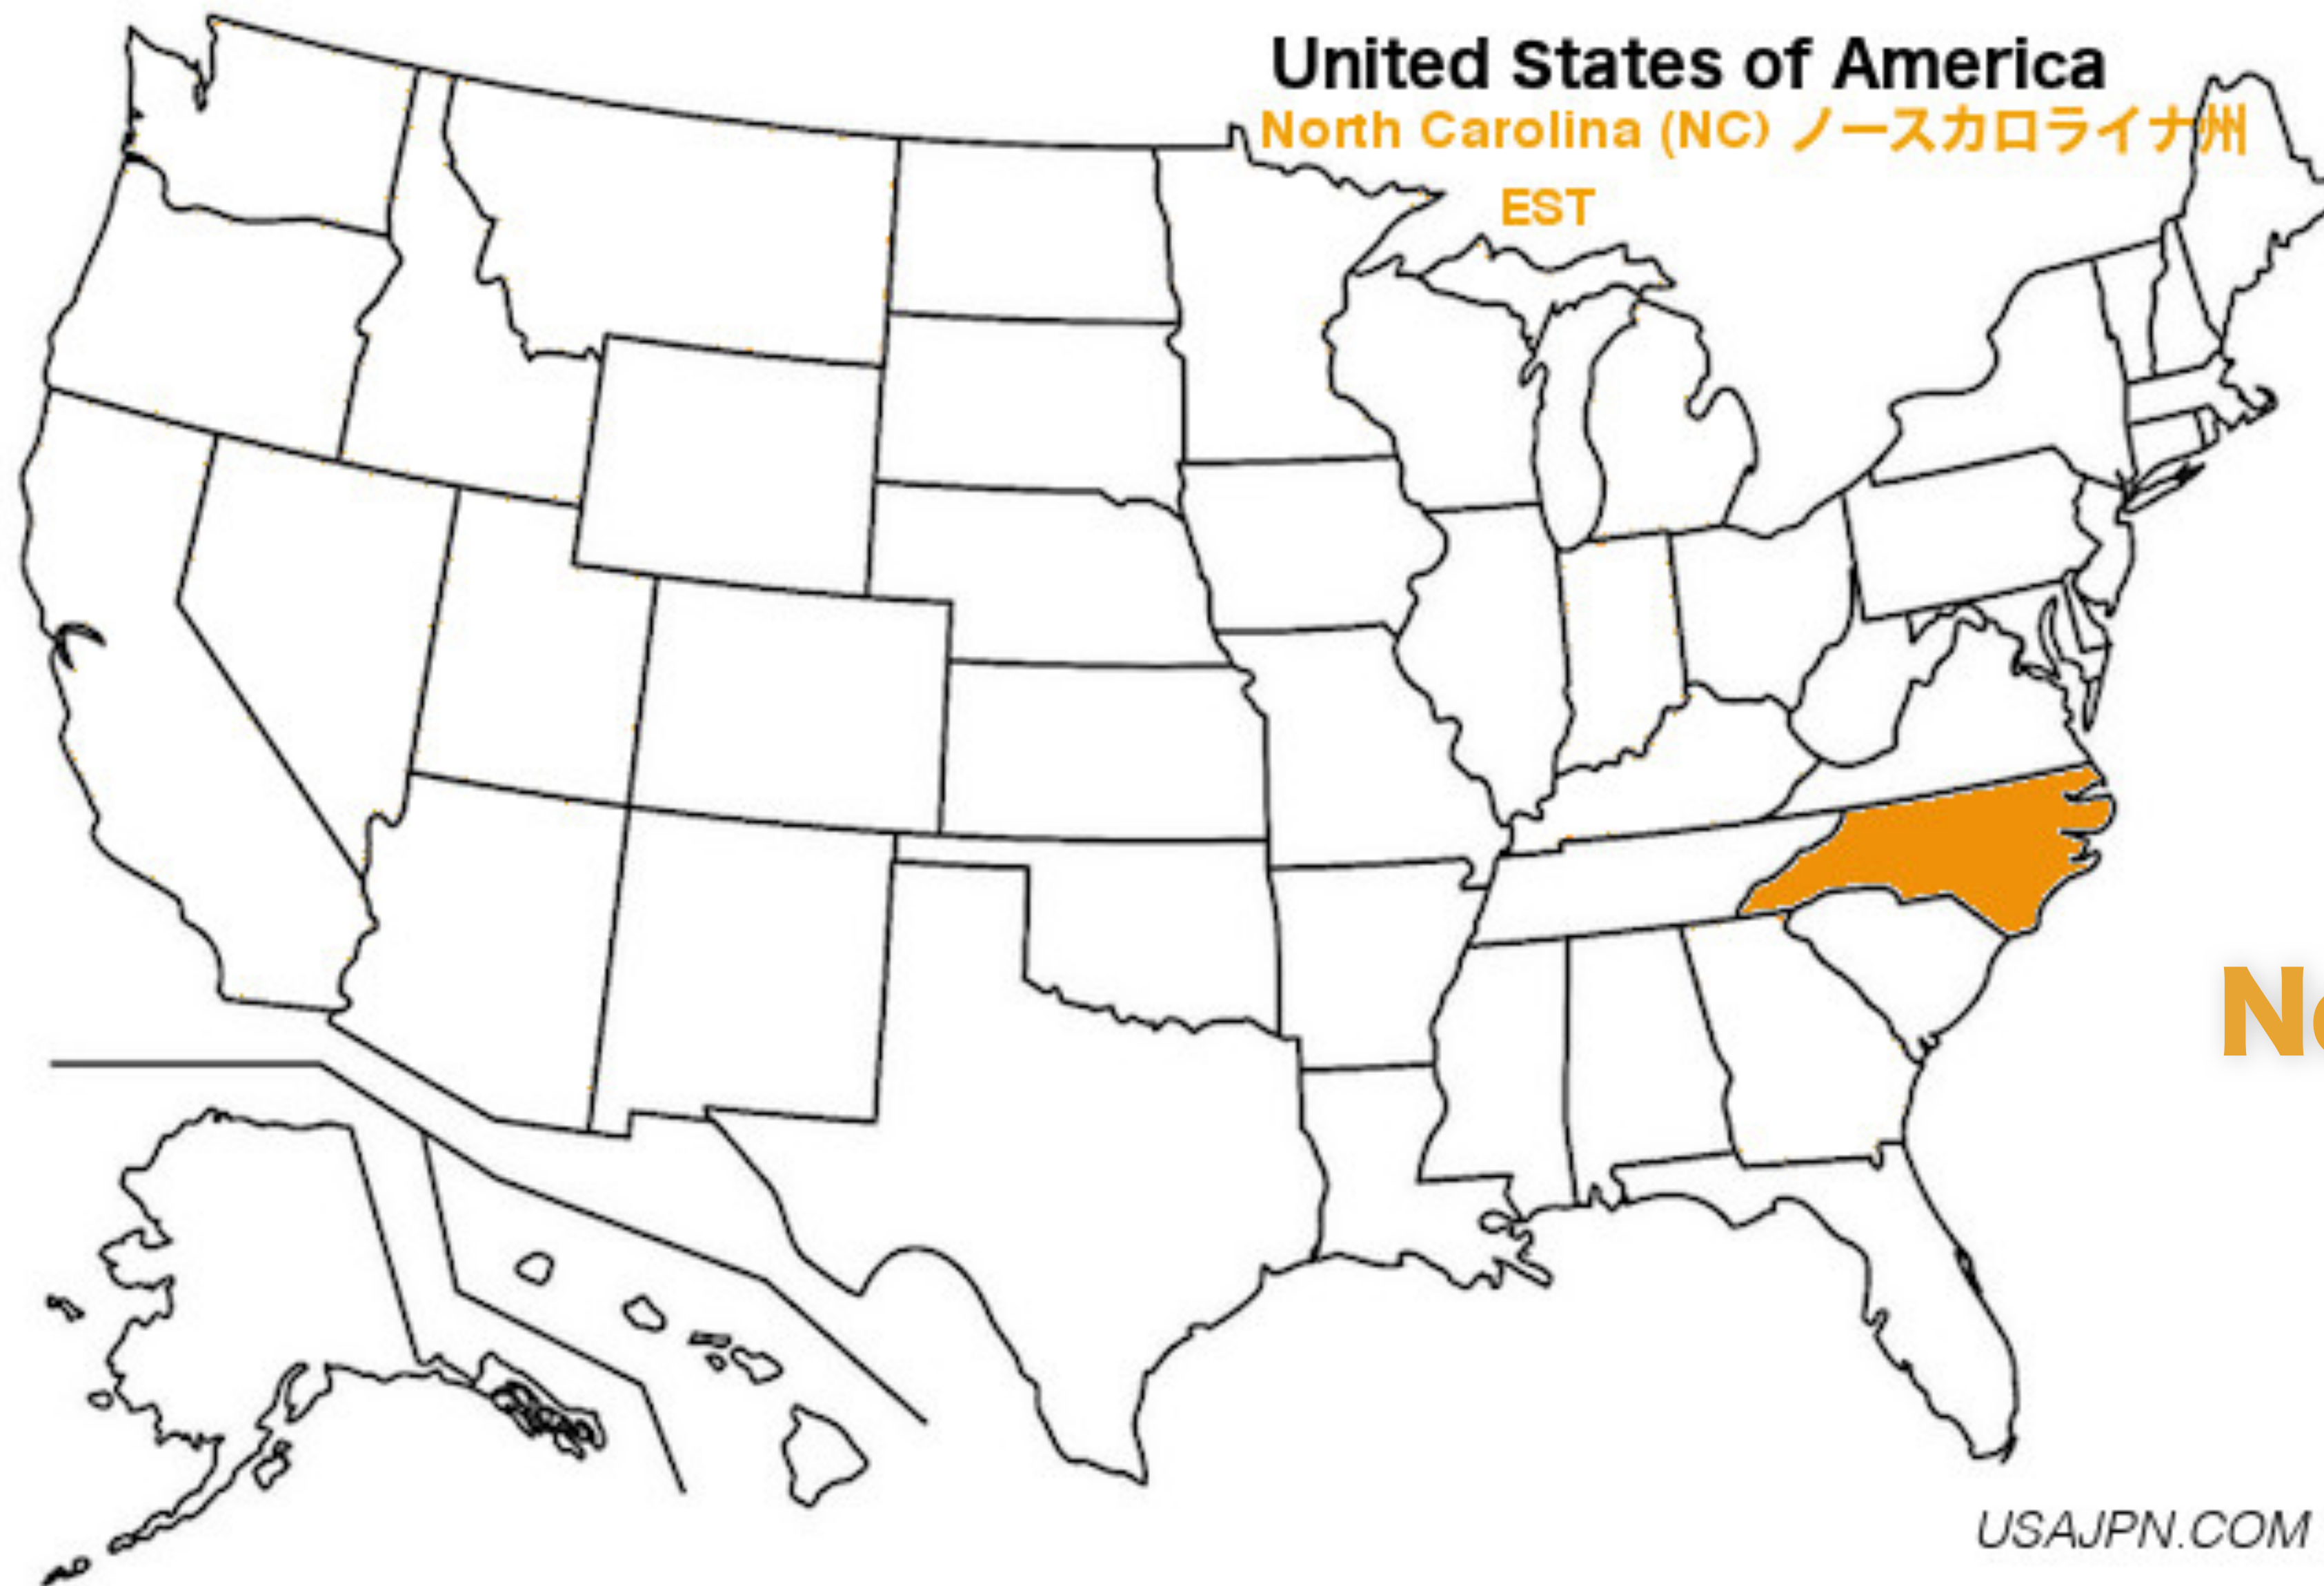 United States of America
North Carolina (NC) ノースカロライナ州
EST
USAJPN.COM